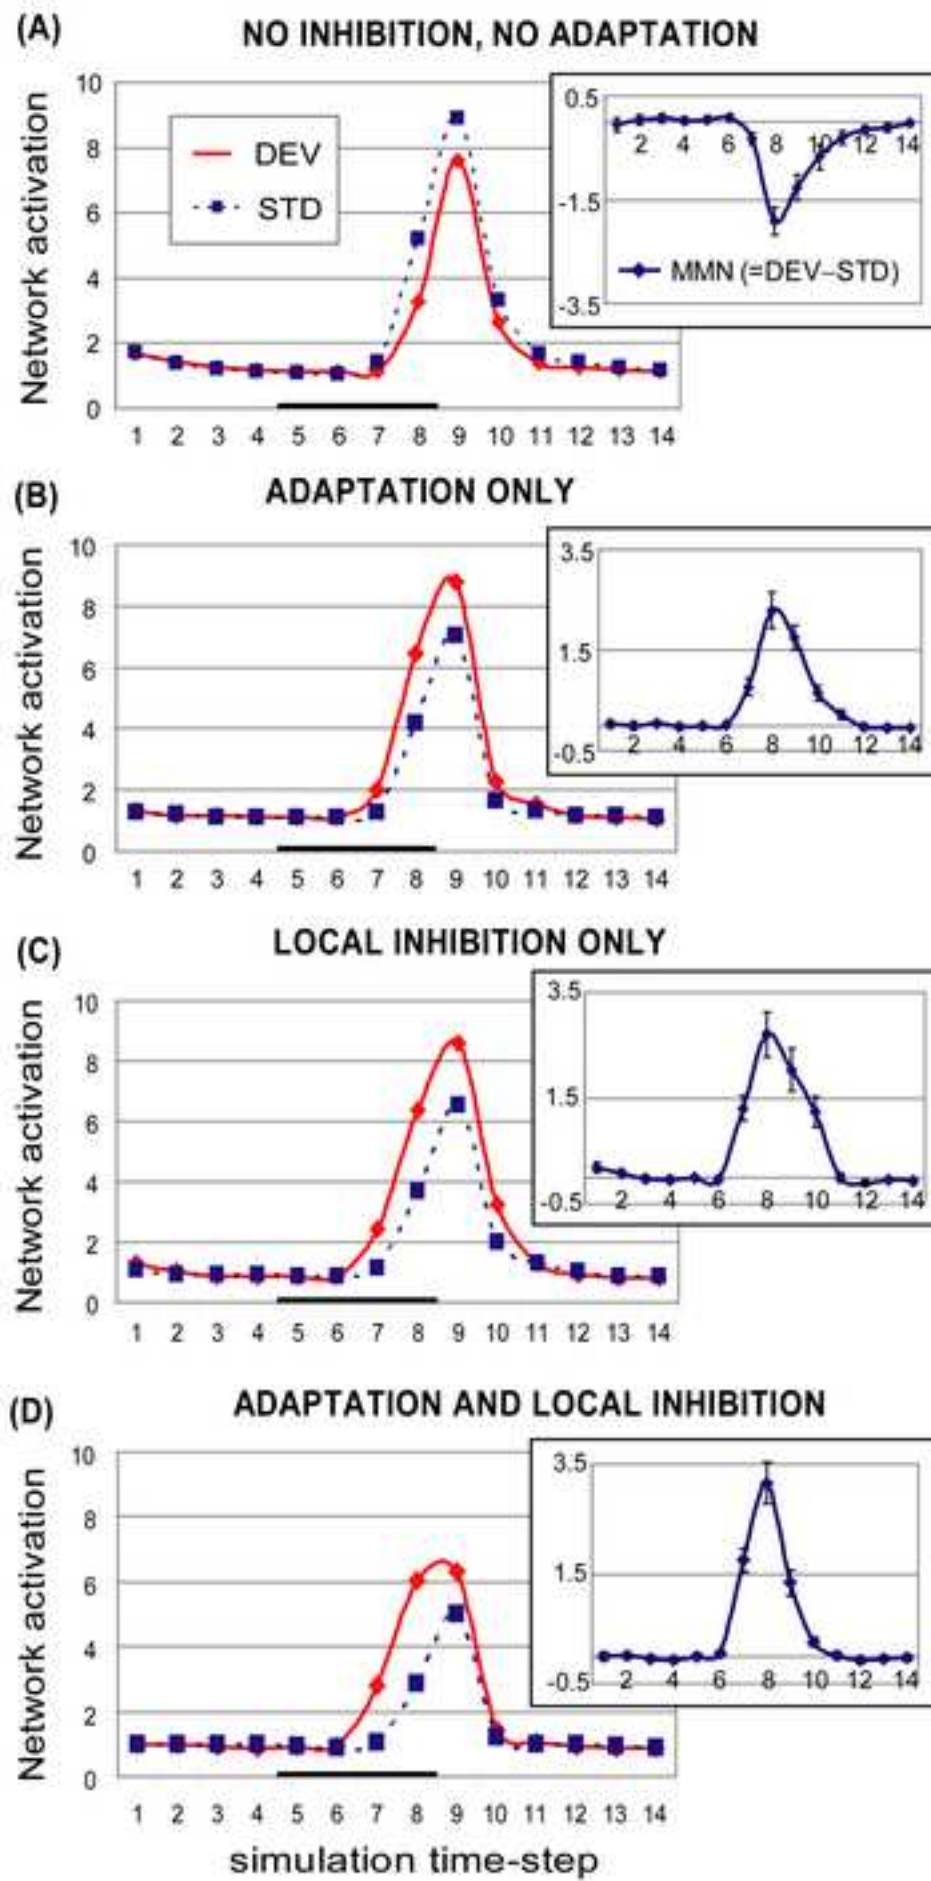 (A) NO INHIBITION, NO ADAPTATION
Network activation
10
8
6
4
2
0
DEV
STD
1 2 3 4 5 6 7 8 9 10 11 12 13 14
0.5
-1.5
-3.5
2 4 6 8 10 12 14
MMN (=DEV–STD)
(B) ADAPTATION ONLY
Network activation
10
8
6
4
2
0
1 2 3 4 5 6 7 8 9 10 11 12 13 14
3.5
1.5
-0.5
2 4 6 8 10 12 14
(C) LOCAL INHIBITION ONLY
Network activation
10
8
6
4
2
0
1 2 3 4 5 6 7 8 9 10 11 12 13 14
3.5
1.5
-0.5
2 4 6 8 10 12 14
(D) ADAPTATION AND LOCAL INHIBITION
Network activation
10
8
6
4
2
0
1 2 3 4 5 6 7 8 9 10 11 12 13 14
3.5
1.5
-0.5
2 4 6 8 10 12 14
simulation time-step